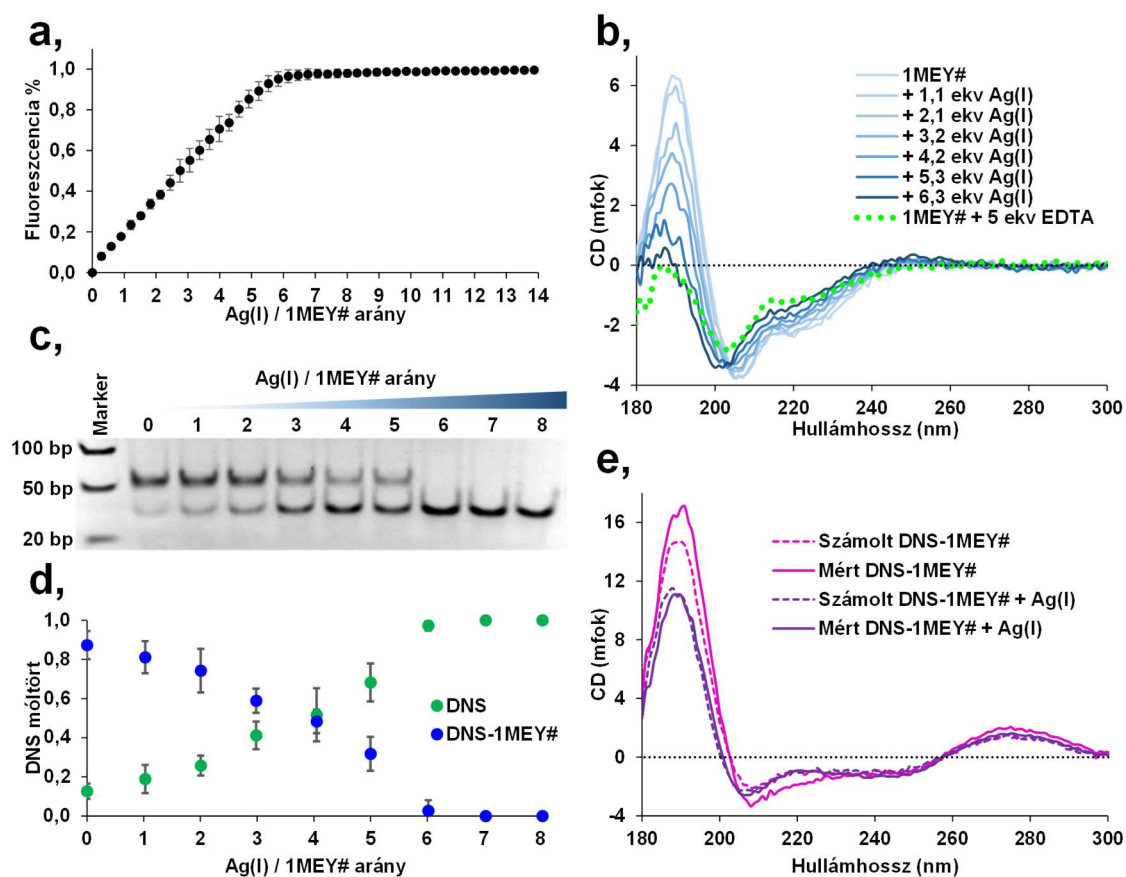 a,
Fluoreszcencia %
1,0
0,8
0,6
0,4
0,2
0,0
0 1 2 3 4 5 6 7 8 9 10 11 12 13 14
Ag(I) / 1MEY# arány
b,
CD (mfok)
6
4
2
0
-2
-4
180 200 220 240 260 280 300
Hullámhossz (nm)
1MEY#
+ 1,1 ekv Ag(I)
+ 2,1 ekv Ag(I)
+ 3,2 ekv Ag(I)
+ 4,2 ekv Ag(I)
+ 5,3 ekv Ag(I)
+ 6,3 ekv Ag(I)
1MEY# + 5 ekv EDTA
c,
Ag(I) / 1MEY# arány
Marker
0 1 2 3 4 5 6 7 8
100 bp
50 bp
20 bp
d,
DNS móltört
1,0
0,8
0,6
0,4
0,2
0,0
0 1 2 3 4 5 6 7 8
Ag(I) / 1MEY# arány
DNS
DNS-1MEY#
e,
CD (mfok)
16
12
8
4
0
-4
180 200 220 240 260 280 300
Hullámhossz (nm)
Számolt DNS-1MEY#
Mért DNS-1MEY#
Számolt DNS-1MEY# + Ag(I)
Mért DNS-1MEY# + Ag(I)